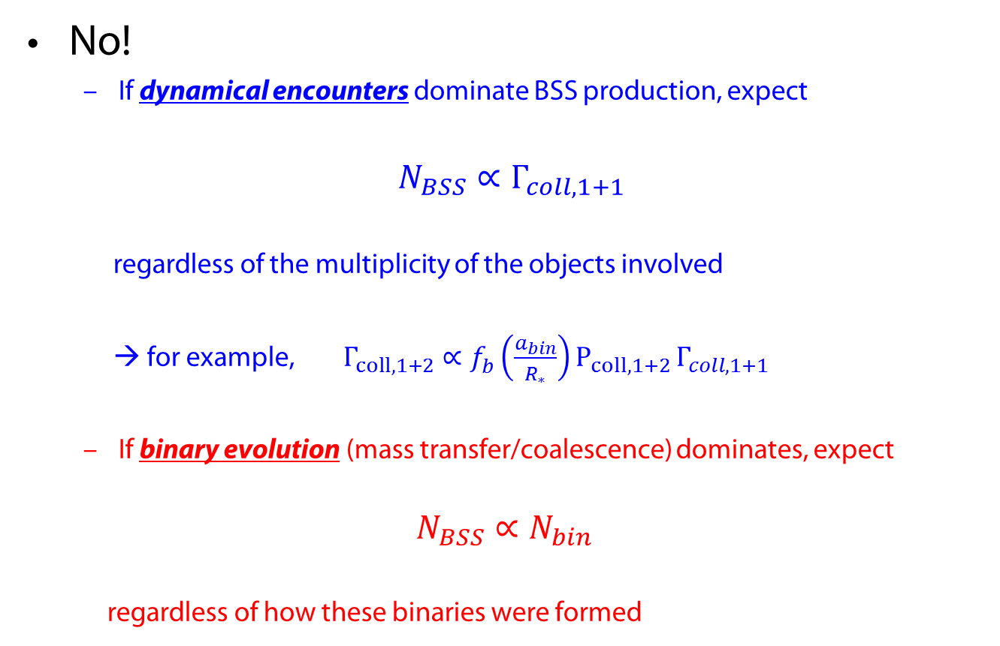 • No!
– If dynamical encounters dominate BSS production, expect
$N_{BSS} \propto \Gamma_{coll,1+1}$
regardless of the multiplicity of the objects involved
→ for example, $\Gamma_{\text{coll},1+2} \propto f_b \left(\frac{a_{bin}}{R_*}\right) \text{P}_{\text{coll},1+2} \, \Gamma_{coll,1+1}$
– If binary evolution (mass transfer/coalescence) dominates, expect
$N_{BSS} \propto N_{bin}$
regardless of how these binaries were formed